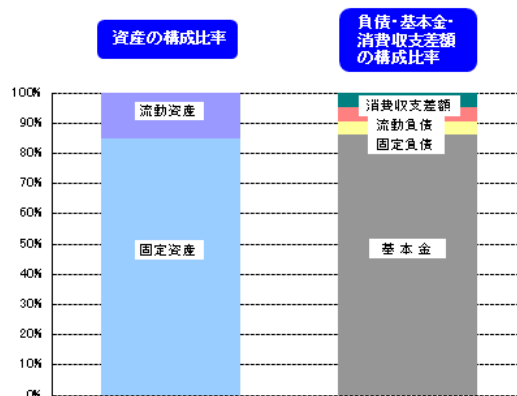 資産の構成比率
負債・基本金・
消費収支差額
の構成比率
100%
90%
80%
70%
60%
50%
40%
30%
20%
10%
0%
流動資産
固定資産
消費収支差額
流動負債
固定負債
基本金